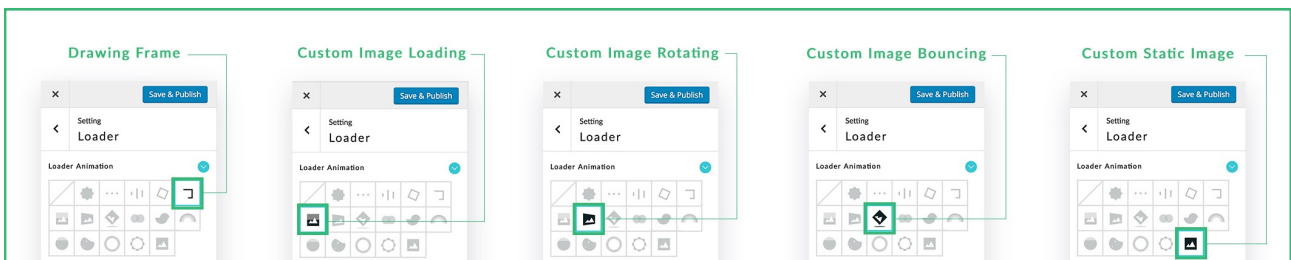 Drawing Frame
Custom Image Loading
Custom Image Rotating
Custom Image Bouncing
Custom Static Image
Save & Publish
Setting
Loader
Loader Animation
Save & Publish
Setting
Loader
Loader Animation
Save & Publish
Setting
Loader
Loader Animation
Save & Publish
Setting
Loader
Loader Animation
Save & Publish
Setting
Loader
Loader Animation